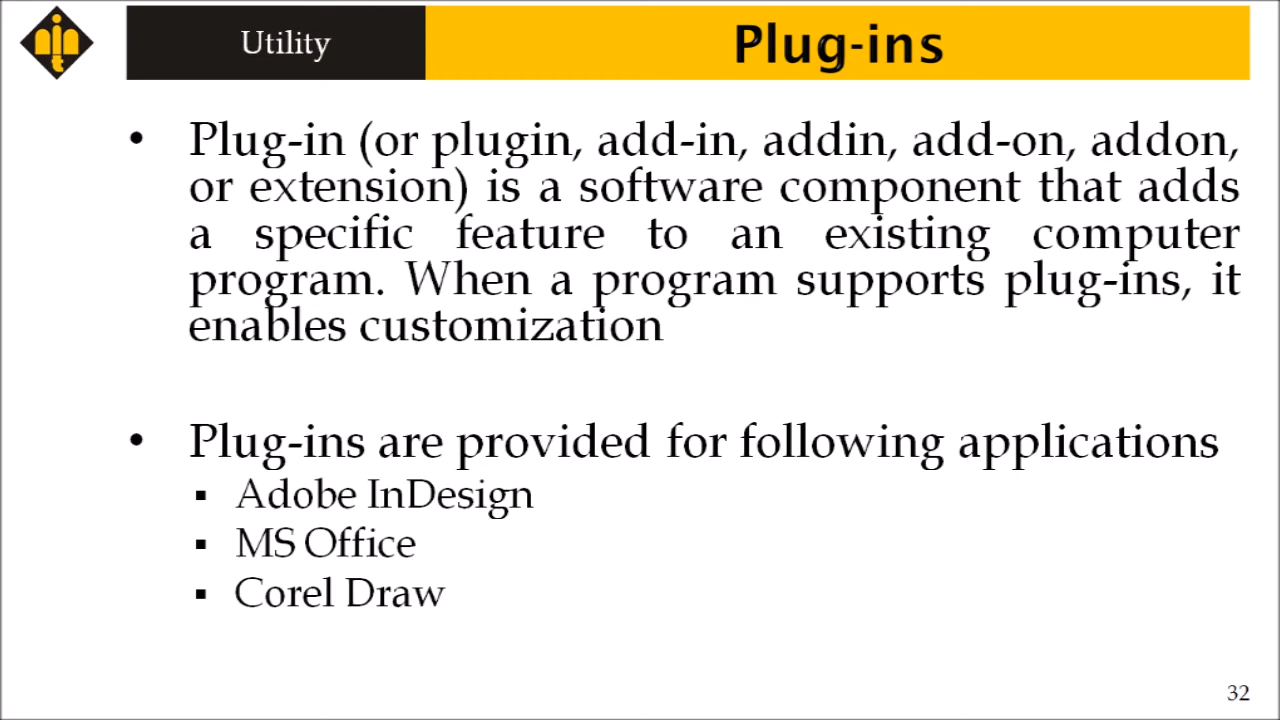 Utility
Plug-ins
• Plug-in (or plugin, add-in, addin, add-on, addon,
or extension) is a software component that adds
a specific feature to an existing computer
program. When a program supports plug-ins, it
enables customization
• Plug-ins are provided for following applications
▪ Adobe InDesign
▪ MS Office
▪ Corel Draw
32